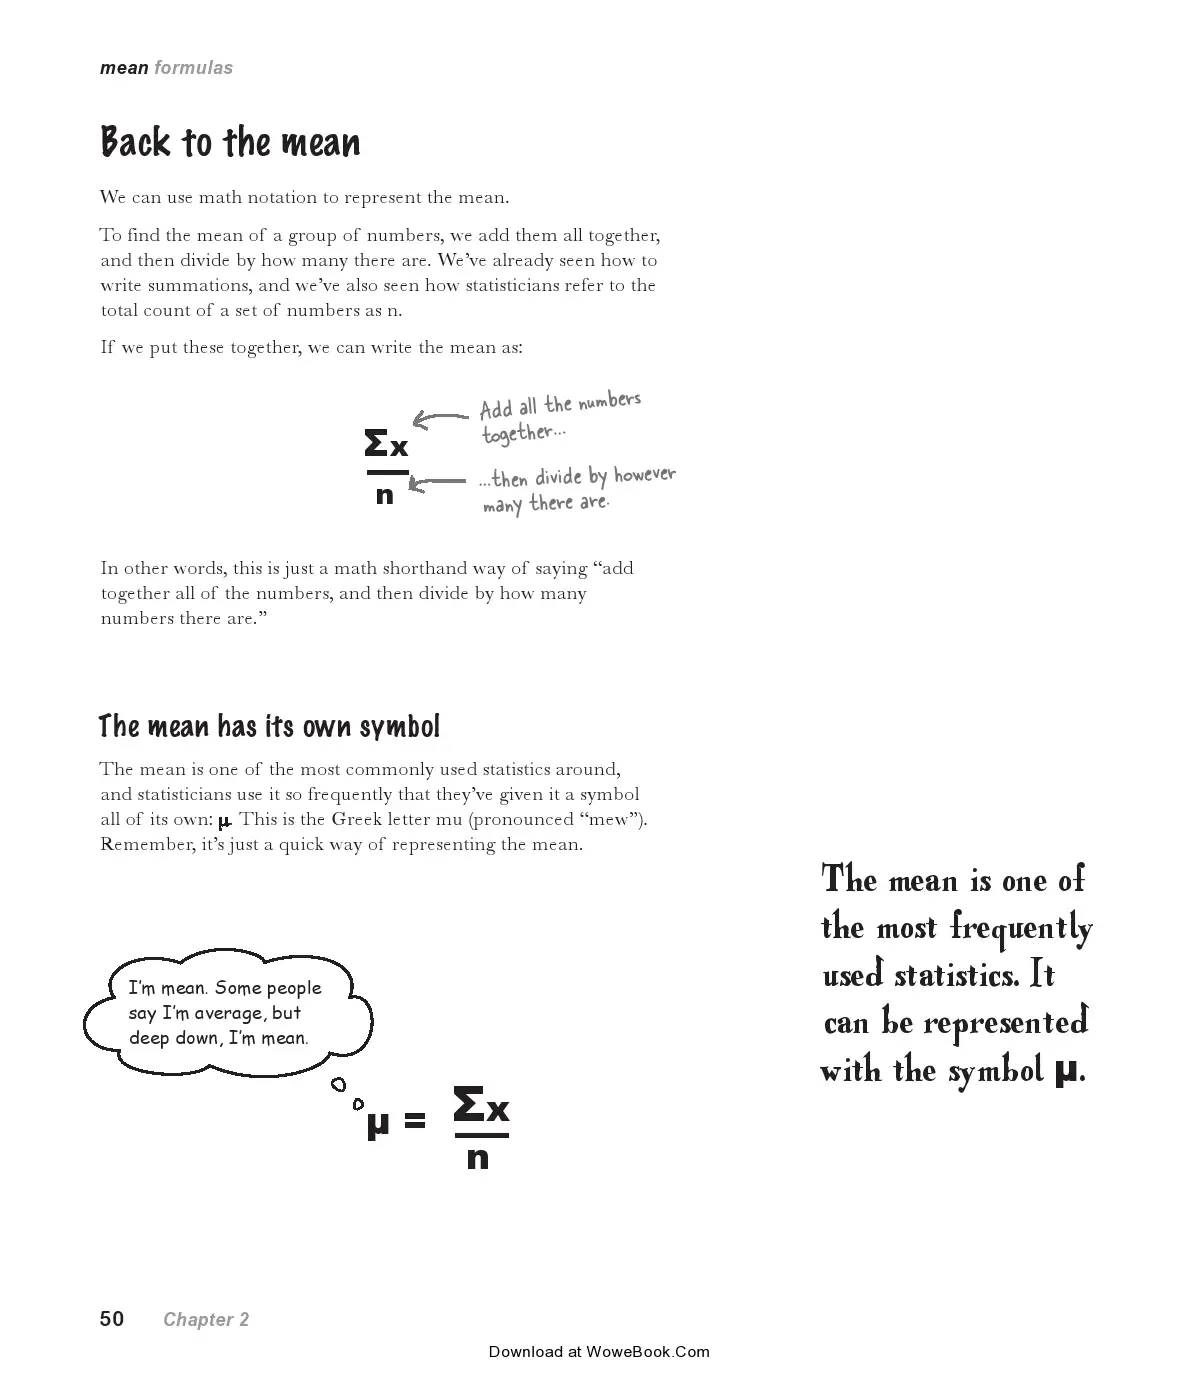 mean formulas
Back to the mean
We can use math notation to represent the mean.
To find the mean of a group of numbers, we add them all together,
and then divide by how many there are. We’ve already seen how to
write summations, and we’ve also seen how statisticians refer to the
total count of a set of numbers as n.
If we put these together, we can write the mean as:
Σx
n
Add all the numbers
together...
...then divide by however
many there are.
In other words, this is just a math shorthand way of saying “add
together all of the numbers, and then divide by how many
numbers there are.”
The mean has its own symbol
The mean is one of the most commonly used statistics around,
and statisticians use it so frequently that they’ve given it a symbol
all of its own: μ. This is the Greek letter mu (pronounced “mew”).
Remember, it’s just a quick way of representing the mean.
The mean is one of
the most frequently
used statistics. It
can be represented
with the symbol μ.
I’m mean. Some people
say I’m average, but
deep down, I’m mean.
μ = Σx
n
50 Chapter 2
Download at WoweBook.Com